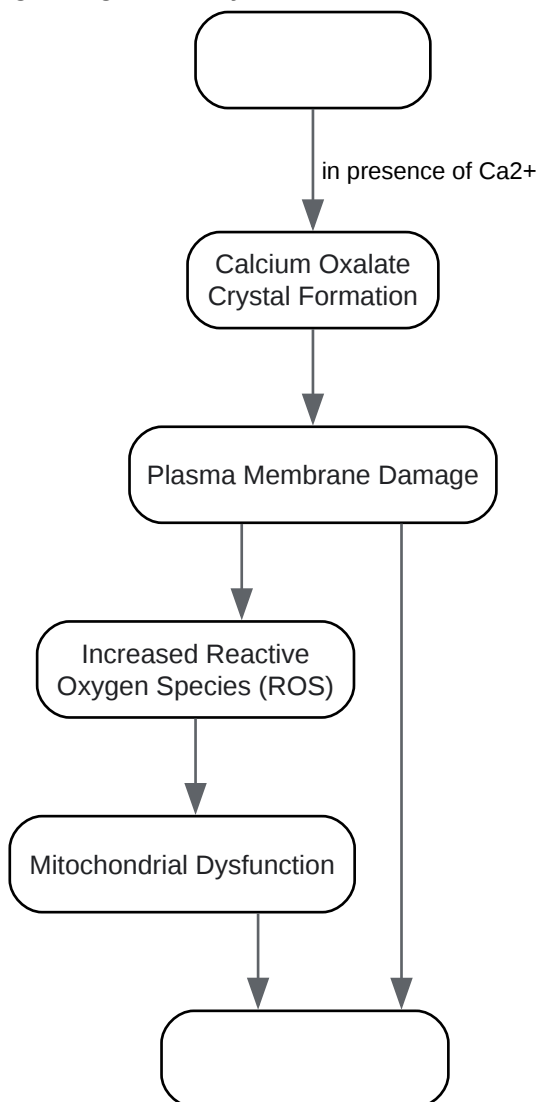 in presence of Ca2+
Calcium Oxalate
Crystal Formation
Plasma Membrane Damage
Increased Reactive
Oxygen Species (ROS)
Mitochondrial Dysfunction